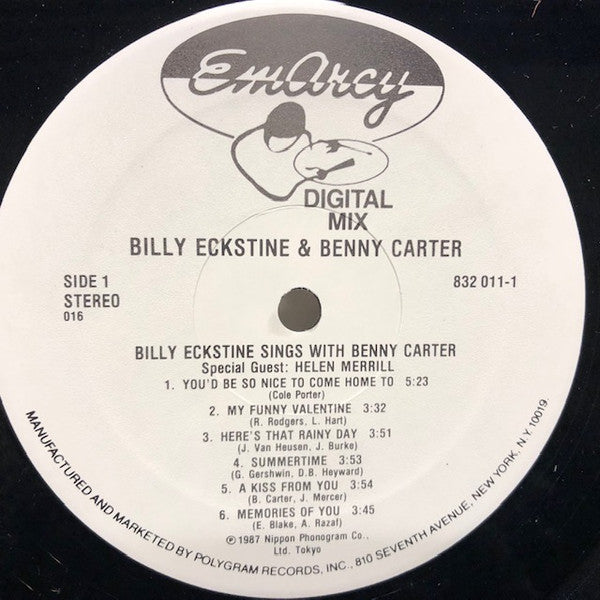 EmArcy
DIGITAL
MIX
BILLY ECKSTINE & BENNY CARTER
SIDE 1
STEREO
016
832 011-1
BILLY ECKSTINE SINGS WITH BENNY CARTER
Special Guest: HELEN MERRILL
1. YOU'D BE SO NICE TO COME HOME TO 5:23
(Cole Porter)
2. MY FUNNY VALENTINE 3:32
(R. Rodgers, L. Hart)
3. HERE'S THAT RAINY DAY 3:51
(J. Van Heusen, J. Burke)
4. SUMMERTIME 3:53
(G. Gershwin, D.B. Heyward)
5. A KISS FROM YOU 3:54
(B. Carter, J. Mercer)
6. MEMORIES OF YOU 3:45
(E. Blake, A. Razaf)
℗1987 Nippon Phonogram Co.,
Ltd. Tokyo
MANUFACTURED AND MARKETED BY POLYGRAM RECORDS, INC., 810 SEVENTH AVENUE, NEW YORK, N.Y. 10019.